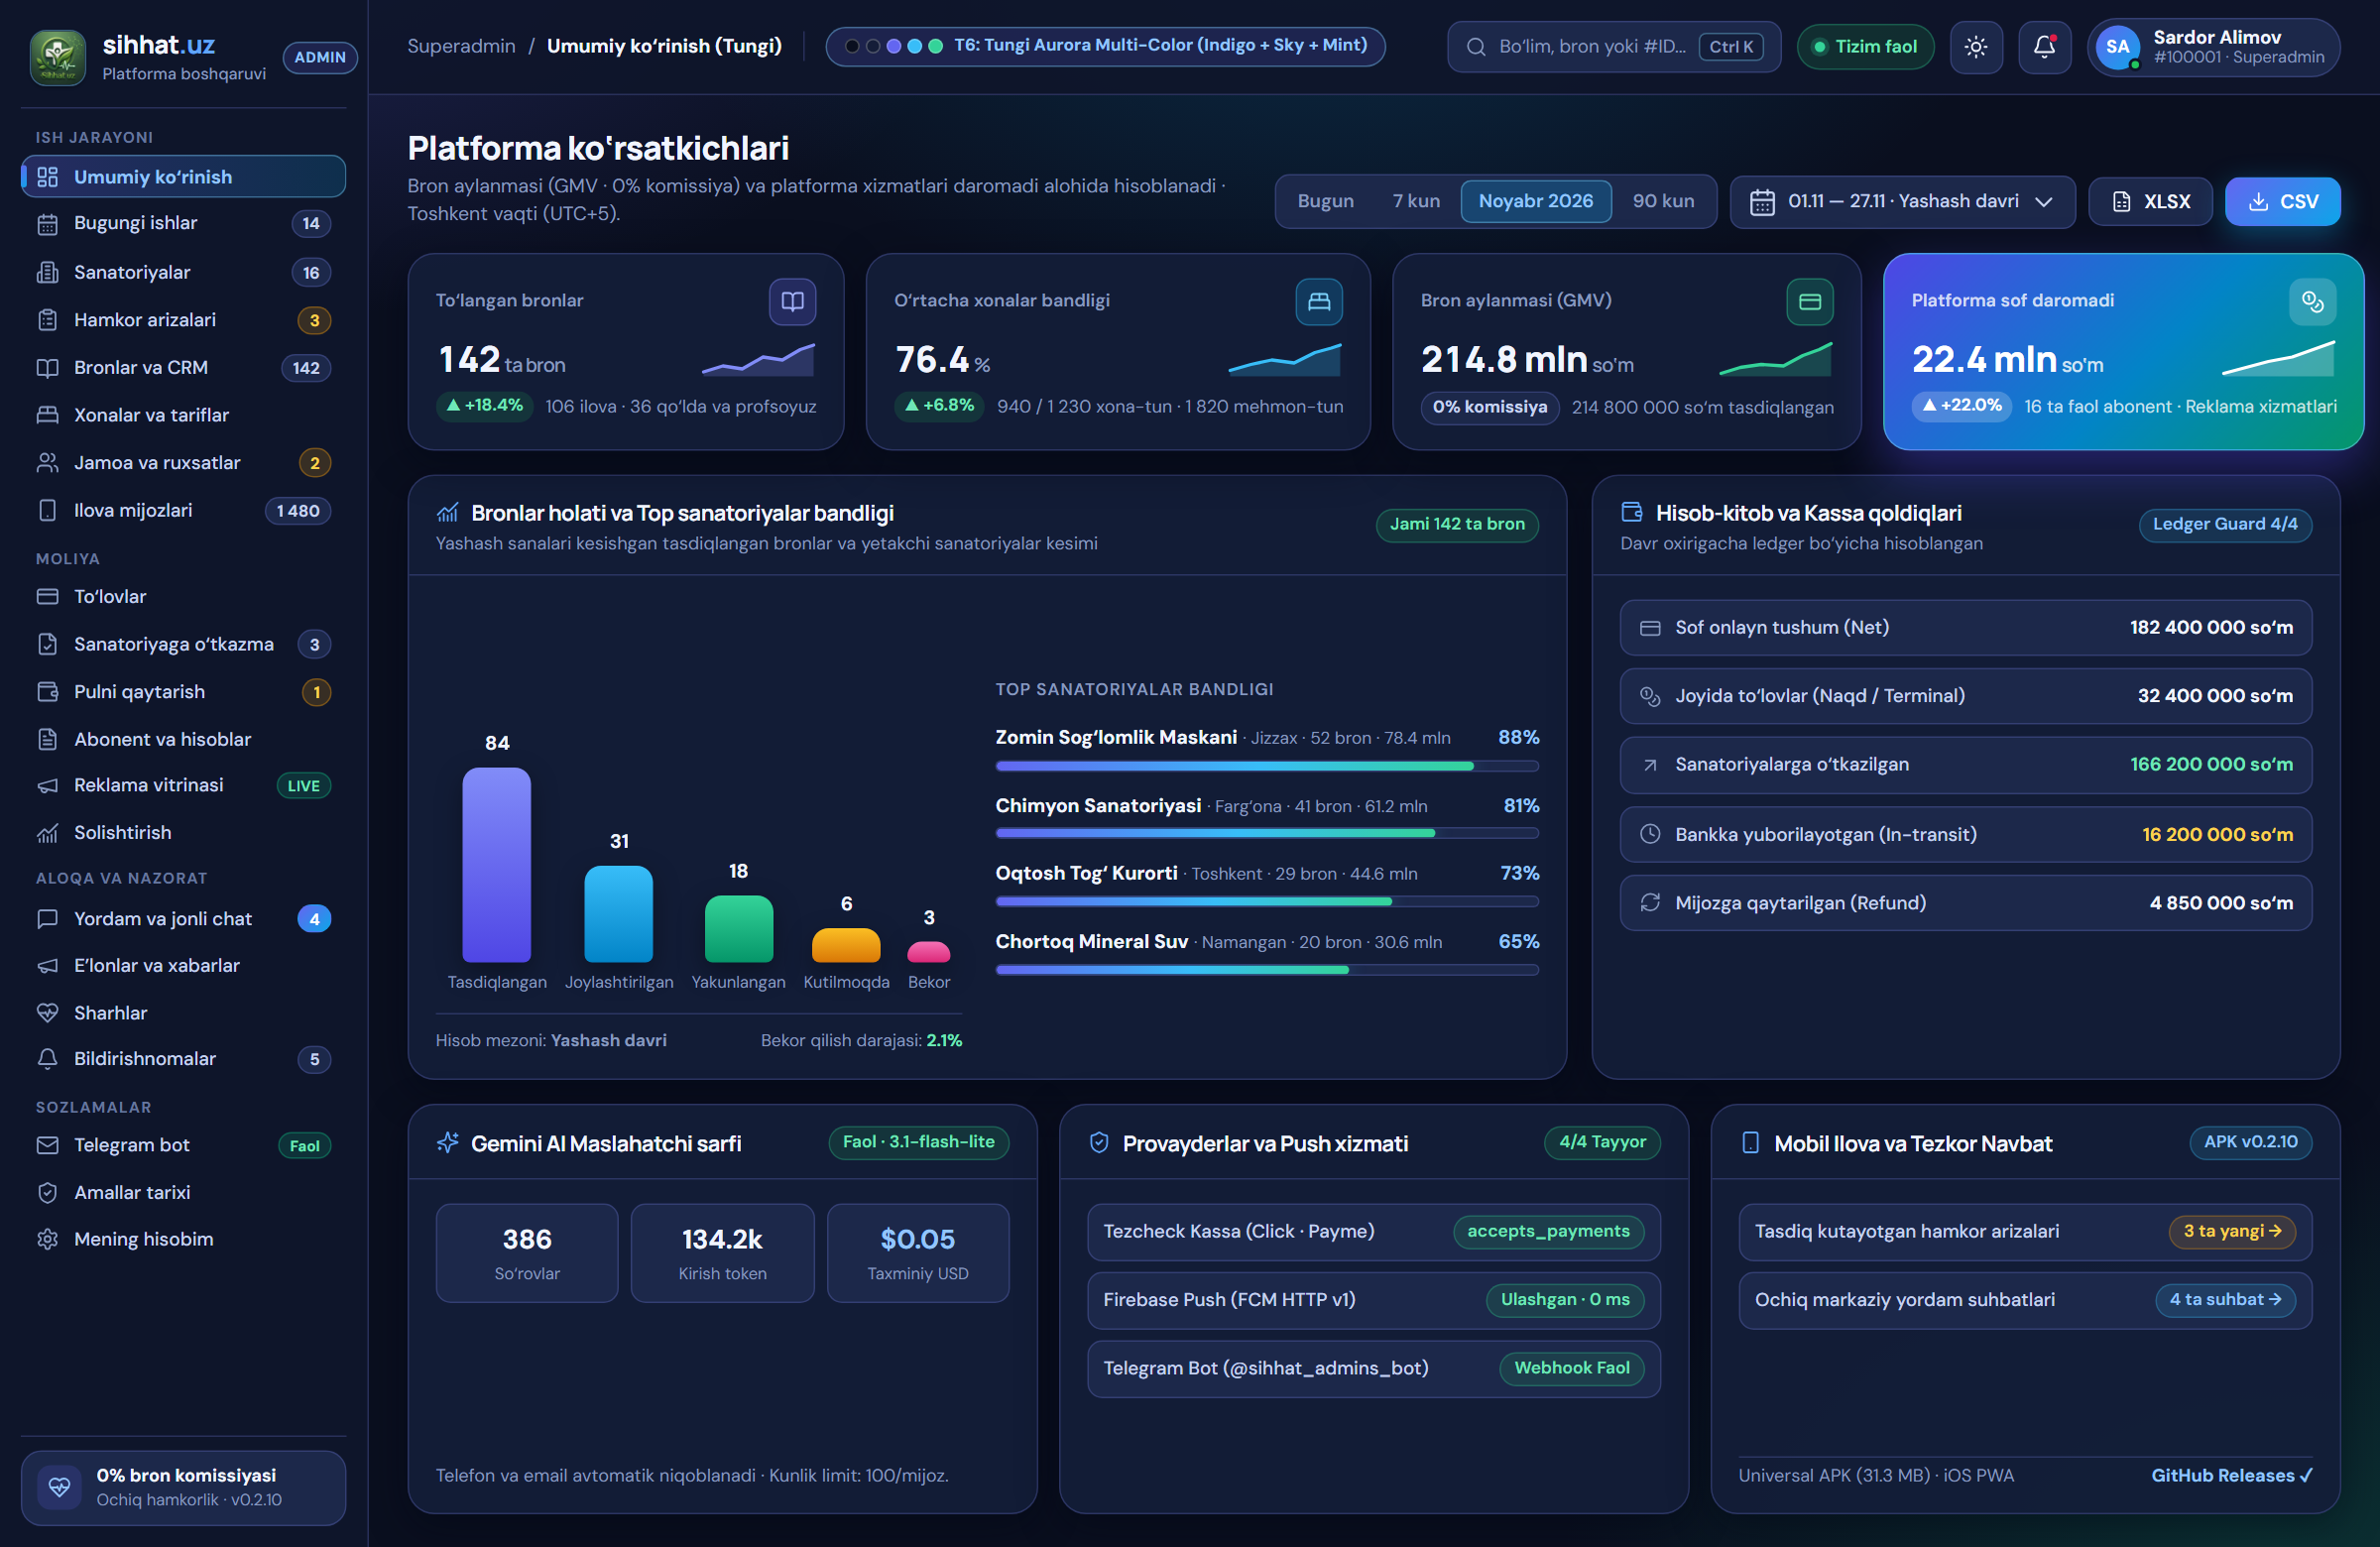 sihhat.uz
Platforma boshqaruvi
ADMIN
ISH JARAYONI
Umumiy ko‘rinish
Bugungi ishlar 14
Sanatoriyalar 16
Hamkor arizalari 3
Bronlar va CRM 142
Xonalar va tariflar
Jamoa va ruxsatlar 2
Ilova mijozlari 1 480
MOLIYA
To‘lovlar
Sanatoriyaga o‘tkazma 3
Pulni qaytarish 1
Abonent va hisoblar
Reklama vitrinasi LIVE
Solishtirish
ALOQA VA NAZORAT
Yordam va jonli chat 4
E’lonlar va xabarlar
Sharhlar
Bildirishnomalar 5
SOZLAMALAR
Telegram bot Faol
Amallar tarixi
Mening hisobim
0% bron komissiyasi
Ochiq hamkorlik · v0.2.10
Superadmin / Umumiy ko‘rinish (Tungi)
T6: Tungi Aurora Multi-Color (Indigo + Sky + Mint)
Bo‘lim, bron yoki #ID... Ctrl K
Tizim faol
SA
Sardor Alimov
#100001 · Superadmin
Platforma ko‘rsatkichlari
Bron aylanmasi (GMV · 0% komissiya) va platforma xizmatlari daromadi alohida hisoblanadi ·
Toshkent vaqti (UTC+5).
Bugun 7 kun Noyabr 2026 90 kun
01.11 — 27.11 · Yashash davri
XLSX
CSV
To‘langan bronlar
142 ta bron
▲ +18.4% 106 ilova · 36 qo‘lda va profsoyuz
O‘rtacha xonalar bandligi
76.4 %
▲ +6.8% 940 / 1 230 xona-tun · 1 820 mehmon-tun
Bron aylanmasi (GMV)
214.8 mln so‘m
0% komissiya 214 800 000 so‘m tasdiqlangan
Platforma sof daromadi
22.4 mln so‘m
▲ +22.0% 16 ta faol abonent · Reklama xizmatlari
Bronlar holati va Top sanatoriyalar bandligi
Yashash sanalari kesishgan tasdiqlangan bronlar va yetakchi sanatoriyalar kesimi
Jami 142 ta bron
84
31
18
6
3
Tasdiqlangan Joylashtirilgan Yakunlangan Kutilmoqda Bekor
Hisob mezoni: Yashash davri Bekor qilish darajasi: 2.1%
TOP SANATORIYALAR BANDLIGI
Zomin Sog‘lomlik Maskani · Jizzax · 52 bron · 78.4 mln 88%
Chimyon Sanatoriyasi · Farg‘ona · 41 bron · 61.2 mln 81%
Oqtosh Tog‘ Kurorti · Toshkent · 29 bron · 44.6 mln 73%
Chortoq Mineral Suv · Namangan · 20 bron · 30.6 mln 65%
Hisob-kitob va Kassa qoldiqlari
Davr oxirigacha ledger bo‘yicha hisoblangan
Ledger Guard 4/4
Sof onlayn tushum (Net) 182 400 000 so‘m
Joyida to‘lovlar (Naqd / Terminal) 32 400 000 so‘m
Sanatoriyalarga o‘tkazilgan 166 200 000 so‘m
Bankka yuborilayotgan (In-transit) 16 200 000 so‘m
Mijozga qaytarilgan (Refund) 4 850 000 so‘m
Gemini AI Maslahatchi sarfi
Faol · 3.1-flash-lite
386
So‘rovlar
134.2k
Kirish token
$0.05
Taxminiy USD
Telefon va email avtomatik niqoblanadi · Kunlik limit: 100/mijoz.
Provayderlar va Push xizmati
4/4 Tayyor
Tezcheck Kassa (Click · Payme) accepts_payments
Firebase Push (FCM HTTP v1) Ulashgan · 0 ms
Telegram Bot (@sihhat_admins_bot) Webhook Faol
Mobil Ilova va Tezkor Navbat
APK v0.2.10
Tasdiq kutayotgan hamkor arizalari 3 ta yangi →
Ochiq markaziy yordam suhbatlari 4 ta suhbat →
Universal APK (31.3 MB) · iOS PWA GitHub Releases ✓